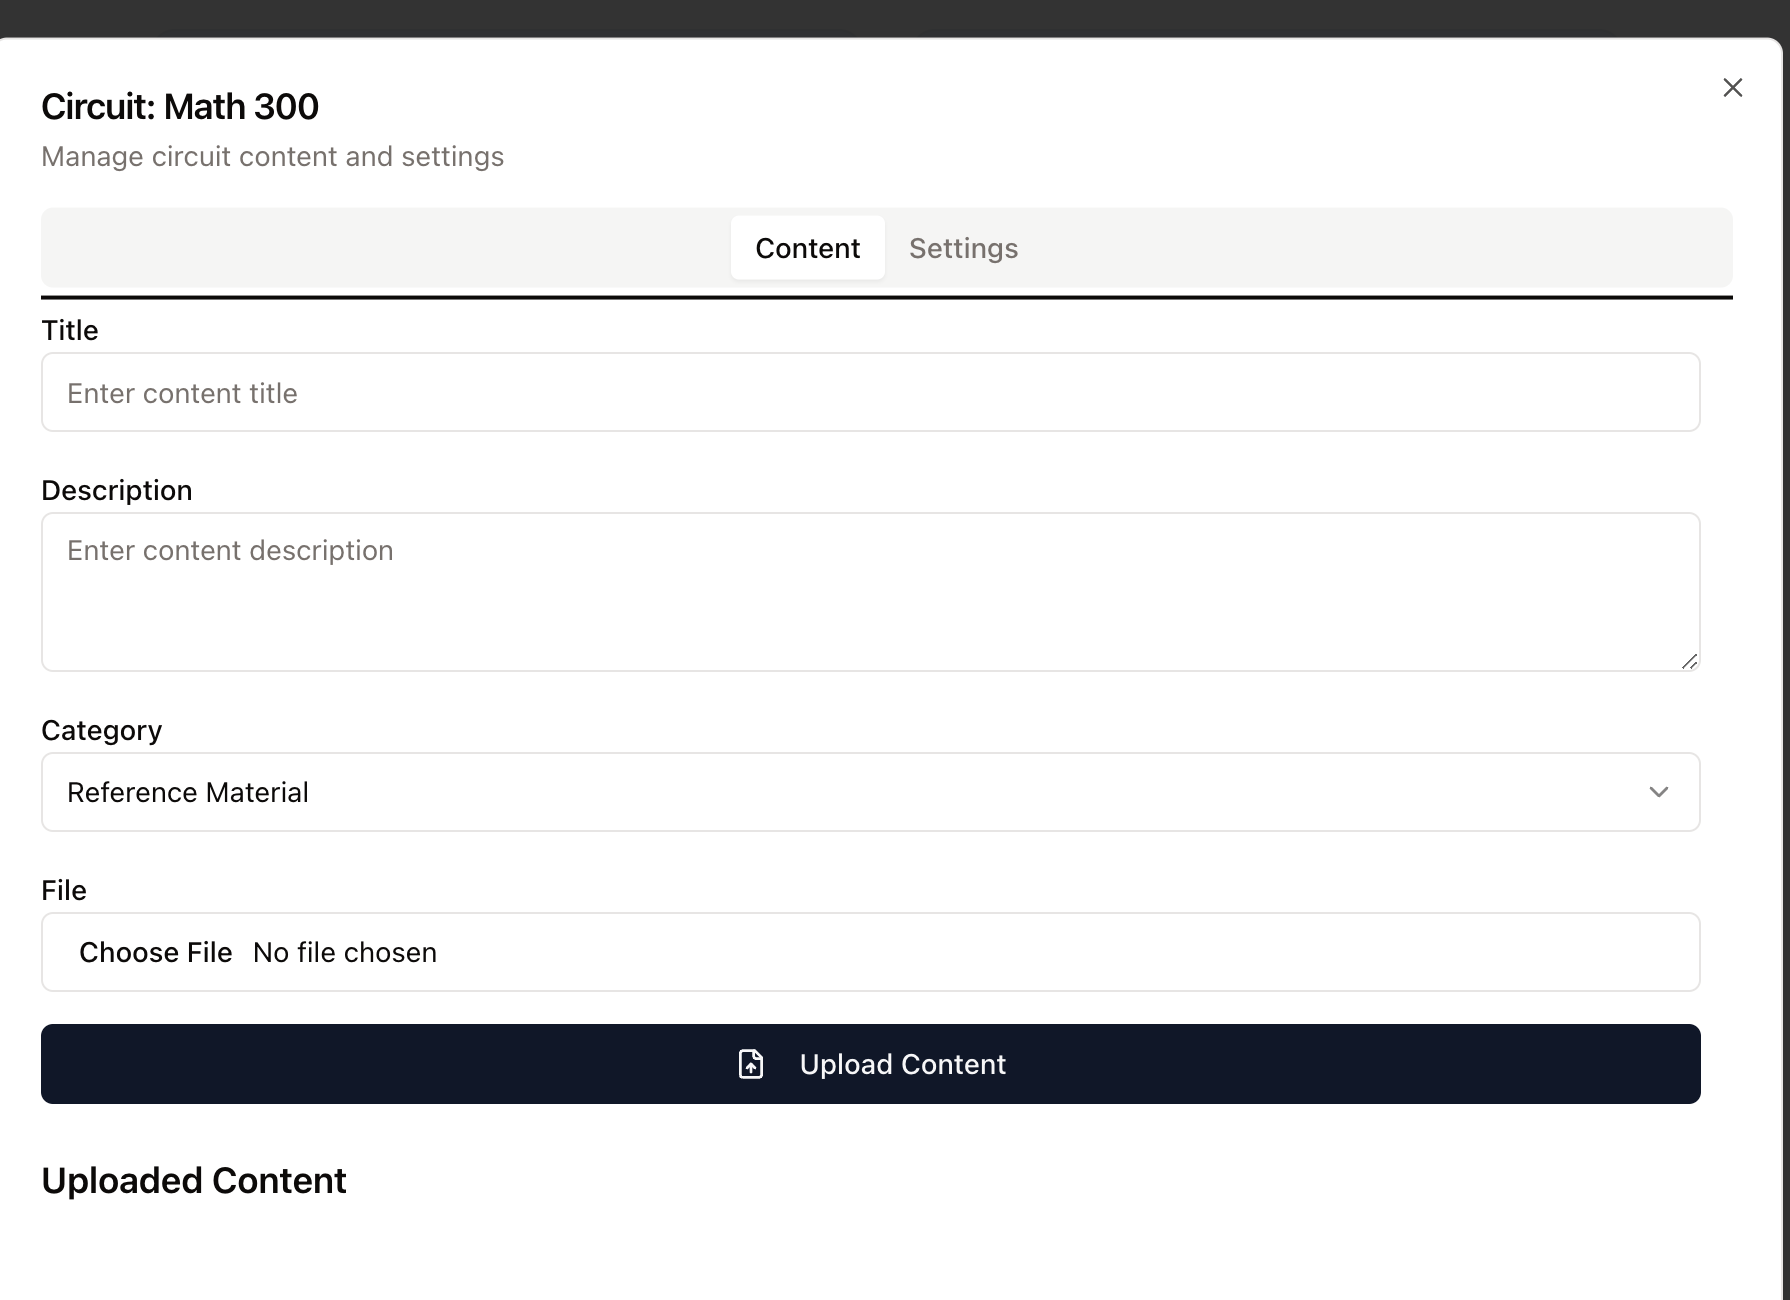 Circuit: Math 300
Manage circuit content and settings
Content Settings
Title
Enter content title
Description
Enter content description
Category
Reference Material
File
Choose File No file chosen
Upload Content
Uploaded Content